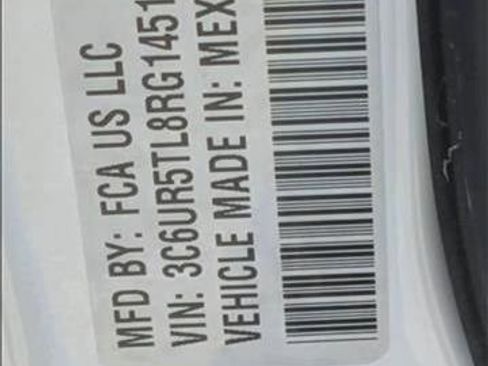 MFD BY: FCA US LLC
VIN: 3C6UR5TL8RG1451
VEHICLE MADE IN: MEX